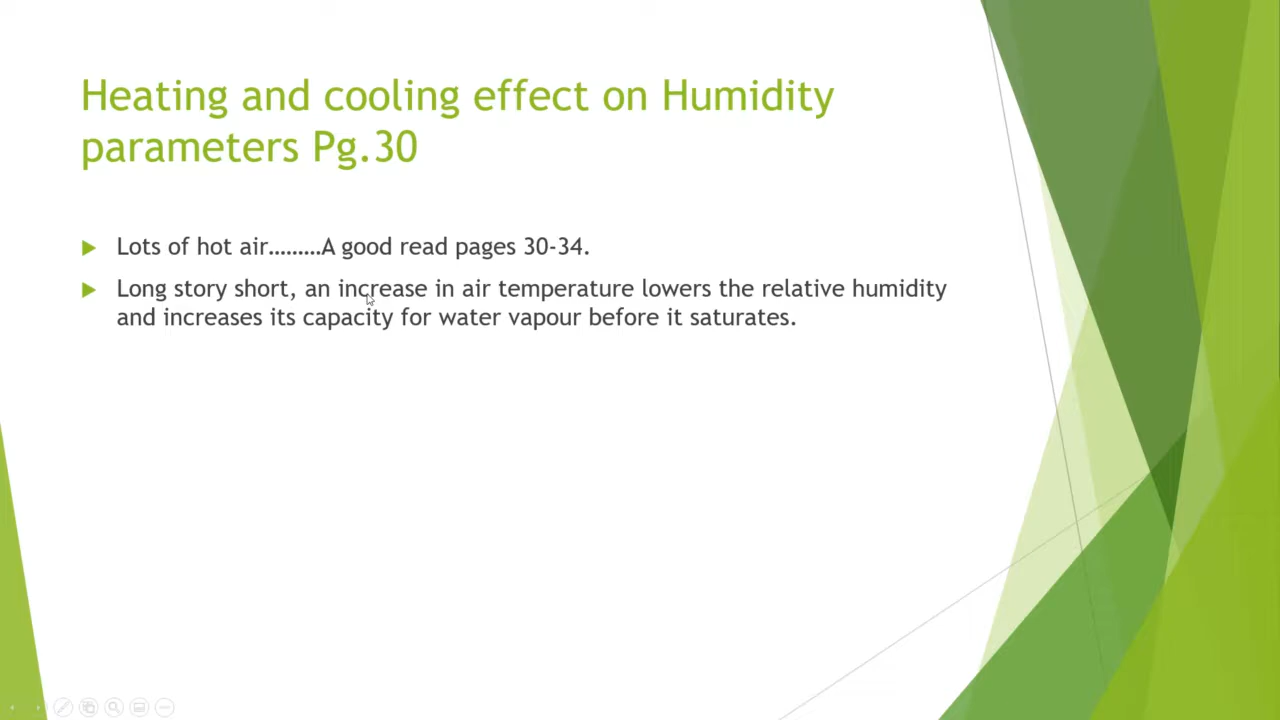 Heating and cooling effect on Humidity
parameters Pg.30
Lots of hot air………A good read pages 30-34.
Long story short, an increase in air temperature lowers the relative humidity
and increases its capacity for water vapour before it saturates.